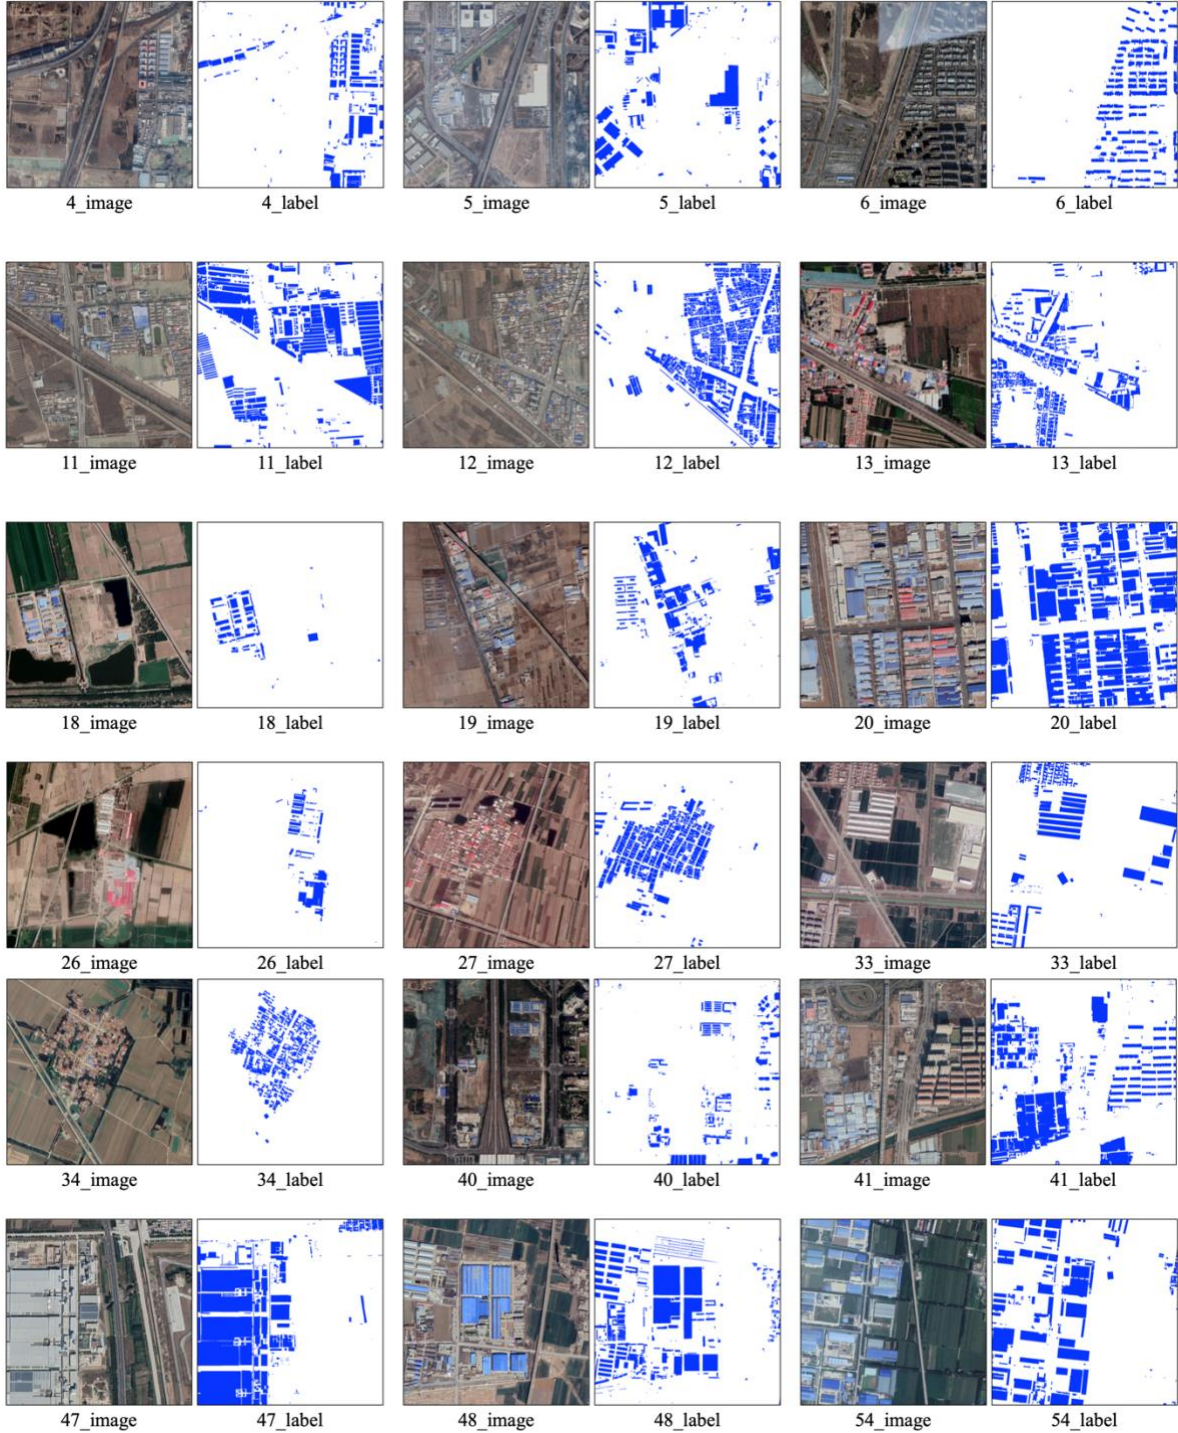 4_image 4_label 5_image 5_label 6_image 6_label
11_image 11_label 12_image 12_label 13_image 13_label
18_image 18_label 19_image 19_label 20_image 20_label
26_image 26_label 27_image 27_label 33_image 33_label
34_image 34_label 40_image 40_label 41_image 41_label
47_image 47_label 48_image 48_label 54_image 54_label